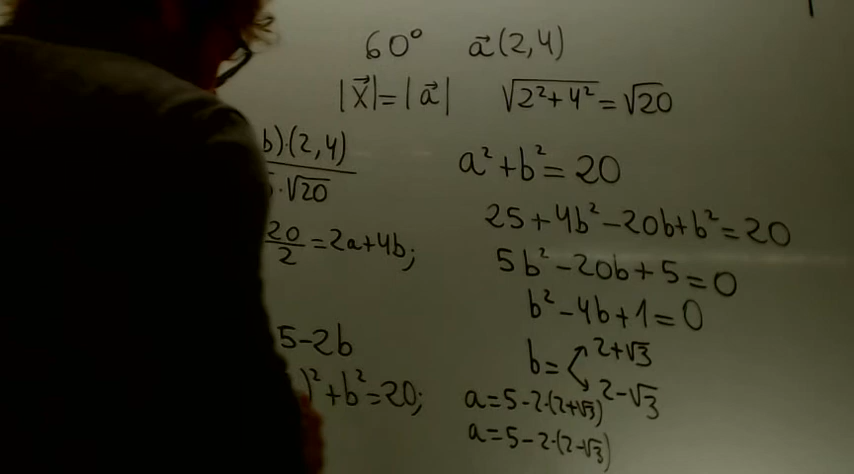 60° a⃗(2,4)
|x⃗|=|a⃗| √2²+4² = √20
b)·(2,4)
·√20
20/2 = 2a+4b;
5-2b
)²+b²=20;
a²+b²=20
25+4b²-20b+b²=20
5b²-20b+5=0
b²-4b+1=0
b= 2+√3
2-√3
a=5-2·(2+√3)
a=5-2·(2-√3)